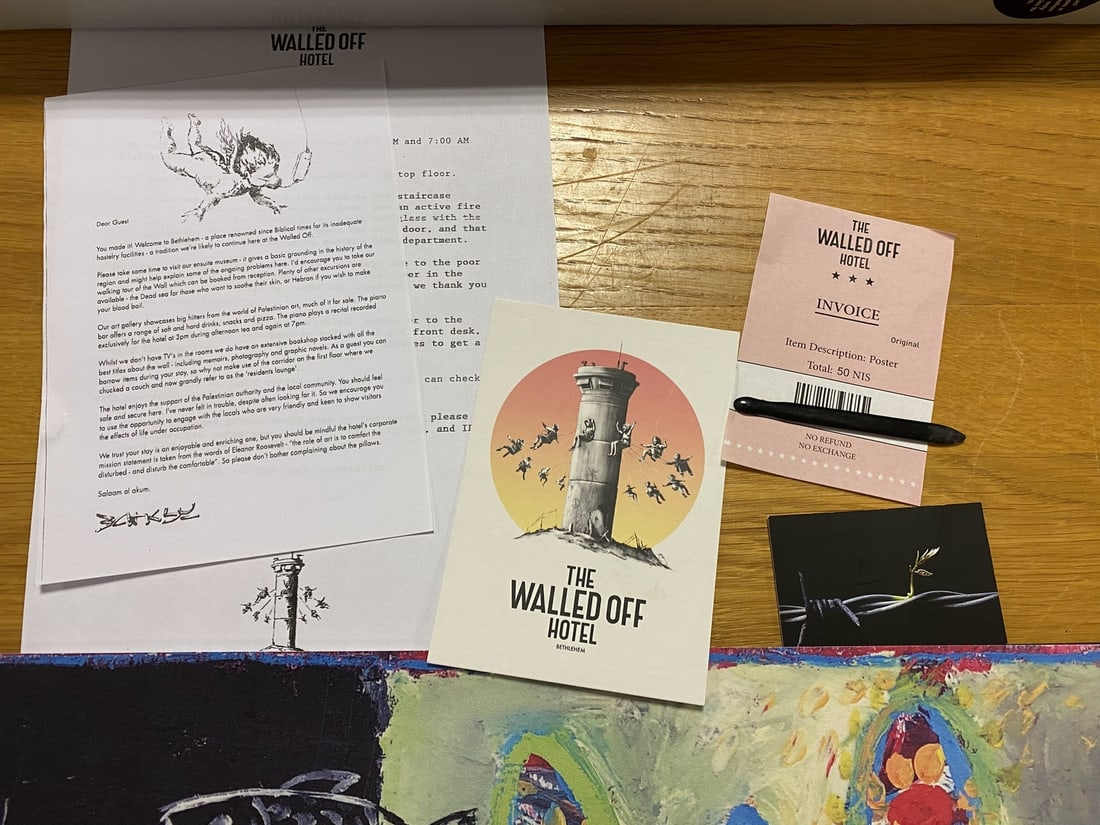 THE
WALLED OFF
HOTEL
M and 7:00 AM
top floor.
staircase
an active fire
gless with the
door, and that
department.
e to the poor
er in the
we thank you
er to the
front desk.
es to get a
can check
please
. and II
Dear Guest
You made it! Welcome to Bethlehem - a place renowned since Biblical times for its inadequate
hostelry facilities - a tradition we're likely to continue here at the Walled Off.
Please take some time to visit our ensuite museum - it gives a basic grounding in the history of the
region and might help explain some of the ongoing problems here. I'd encourage you to take our
walking tour of the Wall which can be booked from reception. Plenty of other excursions are
available - the Dead sea for those who want to soothe their skin, or Hebron if you wish to make
your blood boil.
Our art gallery showcases big hitters from the world of Palestinian art, much of it for sale. The piano
bar offers a range of soft and hard drinks, snacks and pizza. The piano plays a recital recorded
exclusively for the hotel at 3pm during afternoon tea and again at 7pm.
Whilst we don't have TV's in the rooms we do have an extensive bookshop stacked with all the
best titles about the wall - including memoirs, photography and graphic novels. As a guest you can
borrow items during your stay, so why not make use of the corridor on the first floor where we
chucked a couch and now grandly refer to as the 'residents lounge'.
The hotel enjoys the support of the Palestinian authority and the local community. You should feel
safe and secure here. I've never felt in trouble, despite often looking for it. So we encourage you
to use the opportunity to engage with the locals who are very friendly and keen to show visitors
the effects of life under occupation.
We trust your stay is an enjoyable and enriching one, but you should be mindful the hotel's corporate
mission statement is taken from the words of Eleanor Roosevelt - "the role of art is to comfort the
disturbed - and disturb the comfortable". So please don't bother complaining about the pillows.
Salaam al akum.
BANKSY
THE
WALLED OFF
HOTEL
BETHLEHEM
THE
WALLED OFF
HOTEL
INVOICE
Original
Item Description: Poster
Total: 50 NIS
NO REFUND
NO EXCHANGE